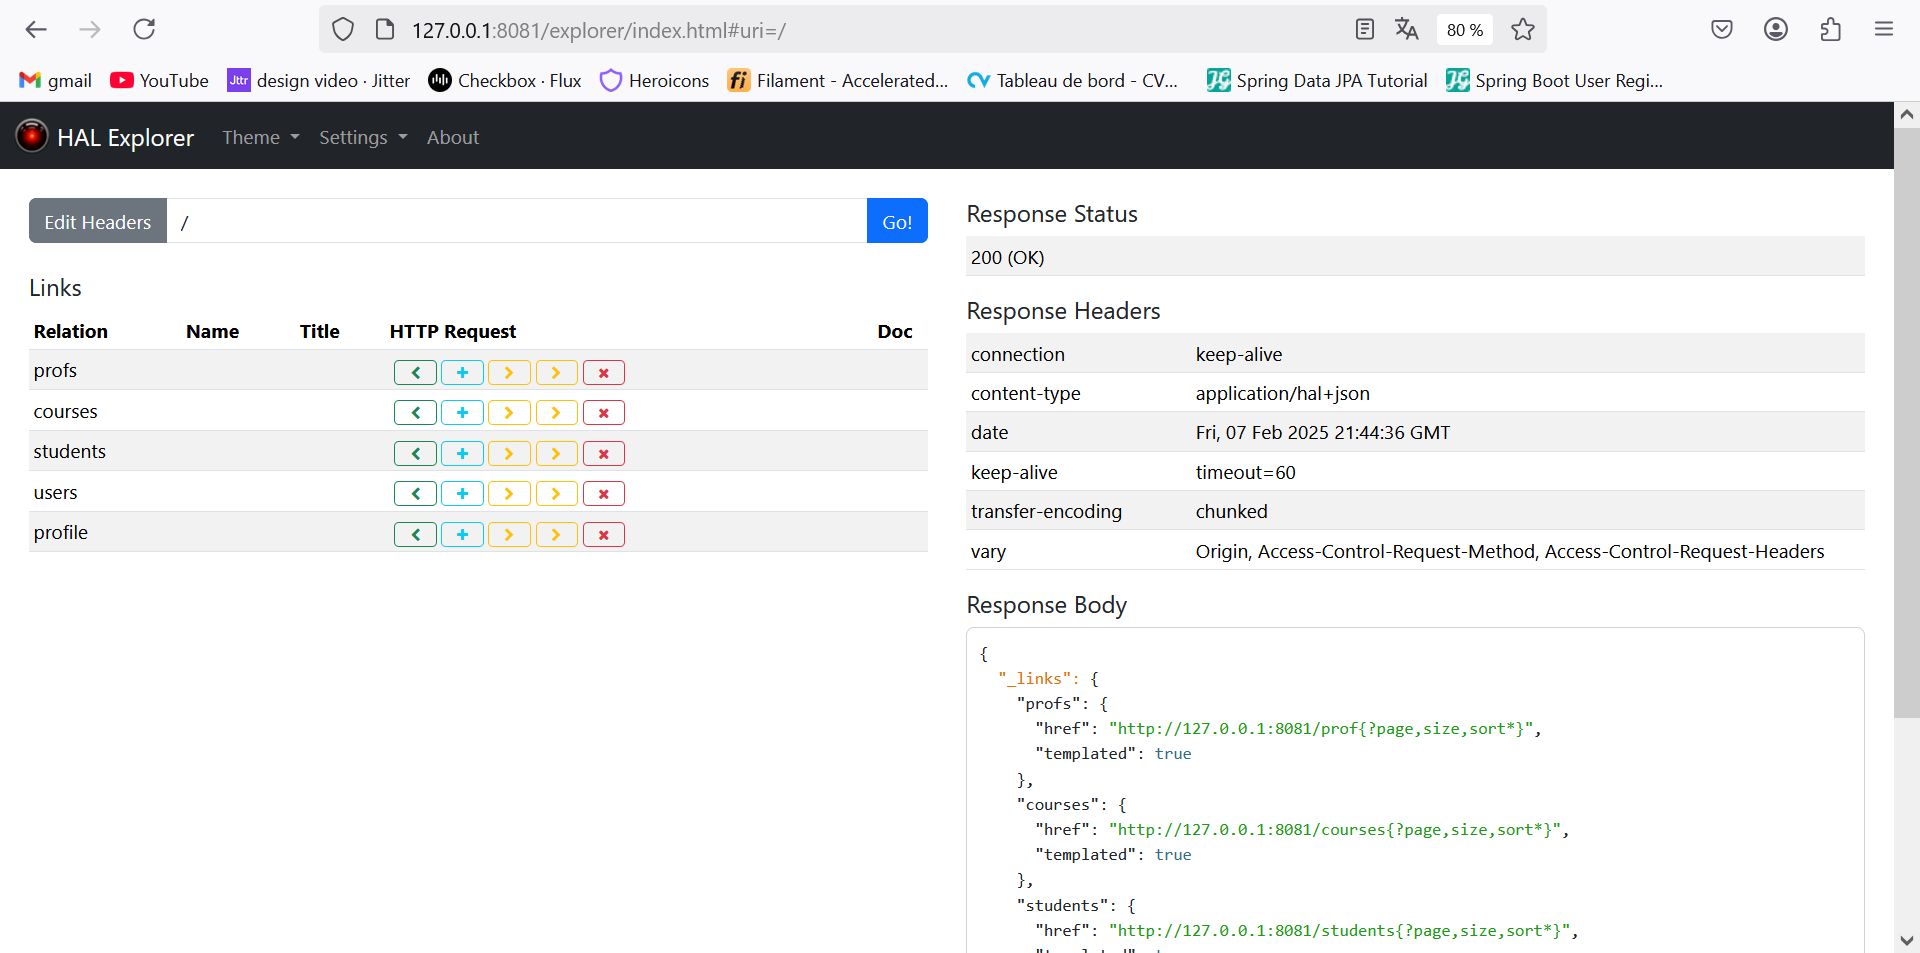 127.0.0.1:8081/explorer/index.html#uri=/
80 %
gmail
YouTube
Jttr
design video · Jitter
Checkbox · Flux
Heroicons
fi
Filament - Accelerated...
Tableau de bord - CV...
Spring Data JPA Tutorial
Spring Boot User Regi...
HAL Explorer
Theme
Settings
About
Edit Headers
/
Go!
Links
Relation Name Title HTTP Request Doc
profs
courses
students
users
profile
Response Status
200 (OK)
Response Headers
connection keep-alive
content-type application/hal+json
date Fri, 07 Feb 2025 21:44:36 GMT
keep-alive timeout=60
transfer-encoding chunked
vary Origin, Access-Control-Request-Method, Access-Control-Request-Headers
Response Body
{
"_links": {
"profs": {
"href": "http://127.0.0.1:8081/prof{?page,size,sort*}",
"templated": true
},
"courses": {
"href": "http://127.0.0.1:8081/courses{?page,size,sort*}",
"templated": true
},
"students": {
"href": "http://127.0.0.1:8081/students{?page,size,sort*}",